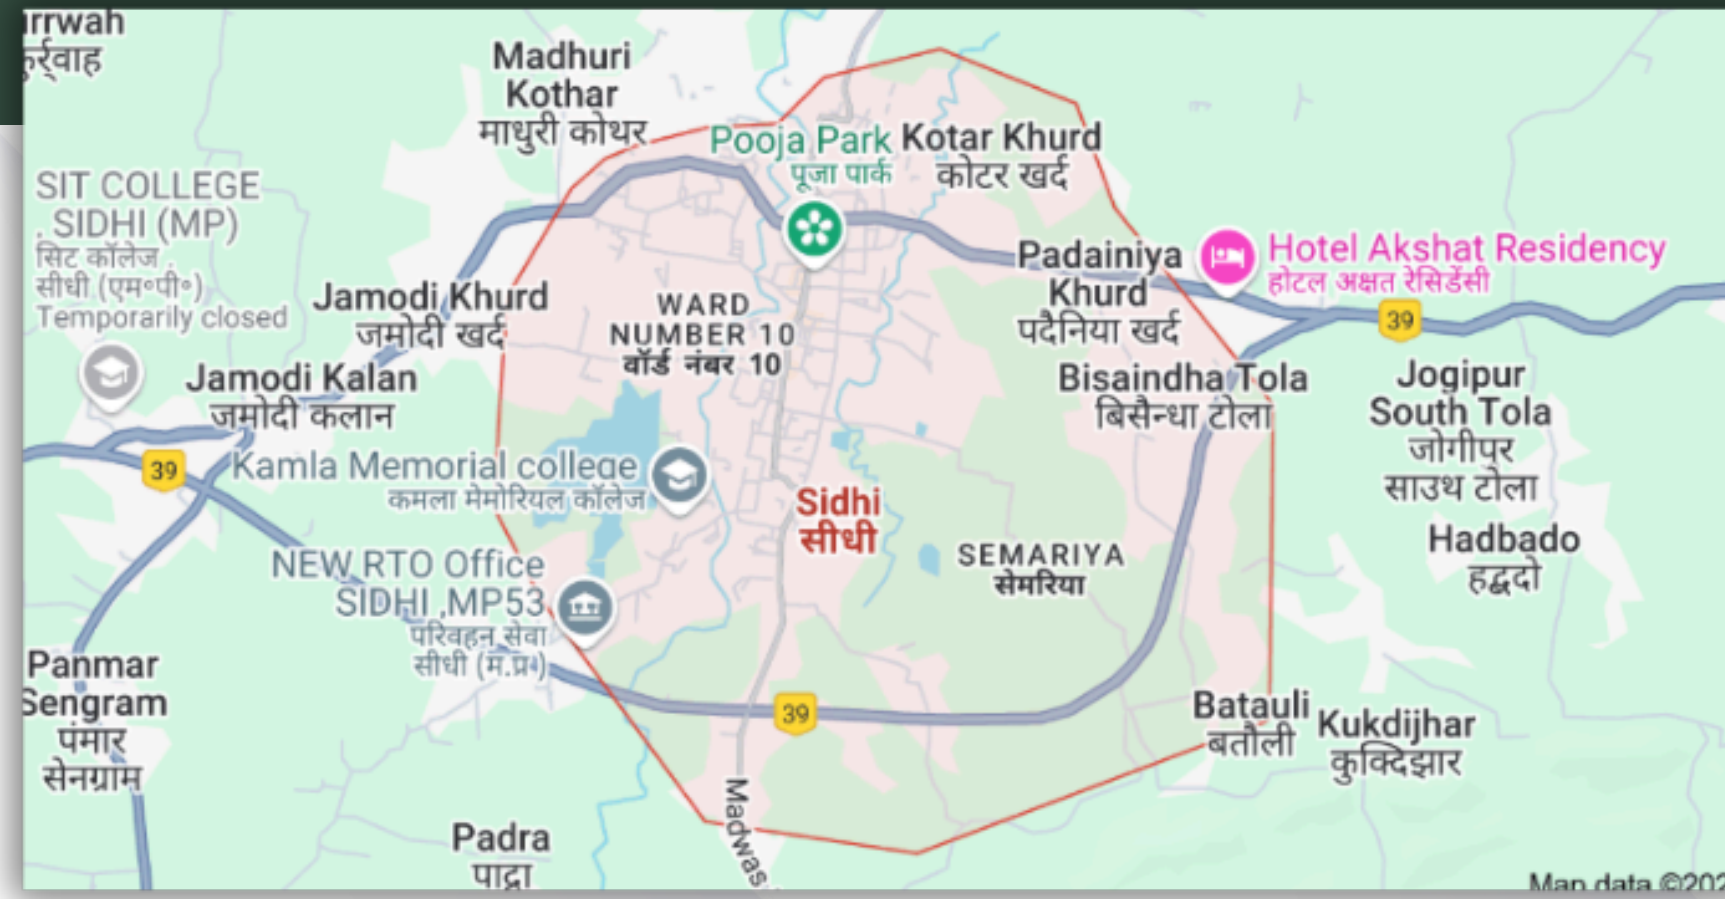 irrwah
कुर्रवाह
Madhuri
Kothar
माधुरी कोथर
Pooja Park
पूजा पार्क
Kotar Khurd
कोटर खर्द
SIT COLLEGE
, SIDHI (MP)
सिट कॉलेज ,
सीधी (एम॰पी॰)
Temporarily closed
Jamodi Khurd
जमोदी खर्द
WARD
NUMBER 10
वॉर्ड नंबर 10
Padainiya
Khurd
पदैनिया खर्द
Hotel Akshat Residency
होटल अक्षत रेसिडेंसी
39
Jamodi Kalan
जमोदी कलान
Bisaindha Tola
बिसैन्धा टोला
Jogipur
South Tola
जोगीपुर
साउथ टोला
39
Kamla Memorial college
कमला मेमोरियल कॉलेज
Sidhi
सीधी
SEMARIYA
सेमरिया
Hadbado
हद्बदो
NEW RTO Office
SIDHI ,MP53
परिवहन सेवा
सीधी (म.प्र.)
Panmar
Sengram
पंमार
सेनग्राम
39
Batauli
बतौली
Kukdijhar
कुक्दिझार
Madwas
Padra
पाद्रा
Map data ©202